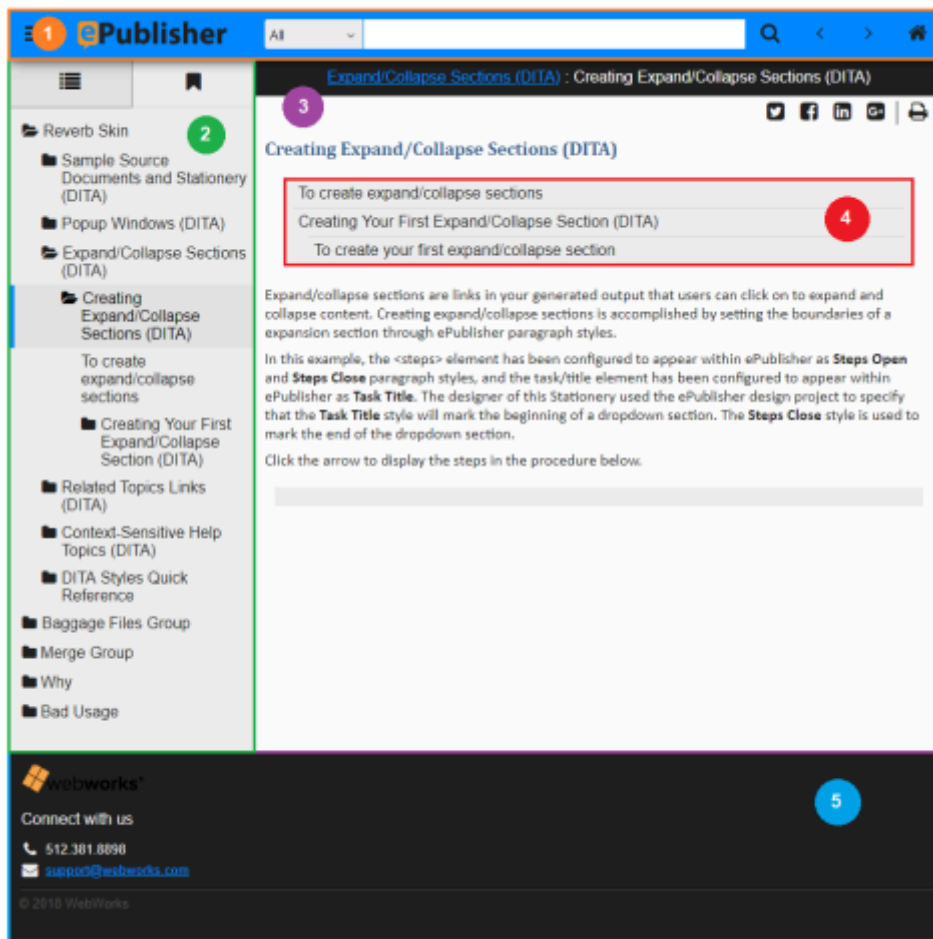 1 ePublisher All
Expand/Collapse Sections (DITA) : Creating Expand/Collapse Sections (DITA)
2
Reverb Skin
Sample Source
Documents and Stationery
(DITA)
Popup Windows (DITA)
Expand/Collapse Sections
(DITA)
Creating
Expand/Collapse
Sections (DITA)
To create
expand/collapse
sections
Creating Your First
Expand/Collapse
Section (DITA)
Related Topics Links
(DITA)
Context-Sensitive Help
Topics (DITA)
DITA Styles Quick
Reference
Baggage Files Group
Merge Group
Why
Bad Usage
3
Creating Expand/Collapse Sections (DITA)
To create expand/collapse sections
Creating Your First Expand/Collapse Section (DITA)
To create your first expand/collapse section
4
Expand/collapse sections are links in your generated output that users can click on to expand and
collapse content. Creating expand/collapse sections is accomplished by setting the boundaries of a
expansion section through ePublisher paragraph styles.
In this example, the <steps> element has been configured to appear within ePublisher as Steps Open
and Steps Close paragraph styles, and the task/title element has been configured to appear within
ePublisher as Task Title. The designer of this Stationery used the ePublisher design project to specify
that the Task Title style will mark the beginning of a dropdown section. The Steps Close style is used to
mark the end of the dropdown section.
Click the arrow to display the steps in the procedure below.
webworks
5
Connect with us
512.381.8898
support@webworks.com
© 2018 WebWorks